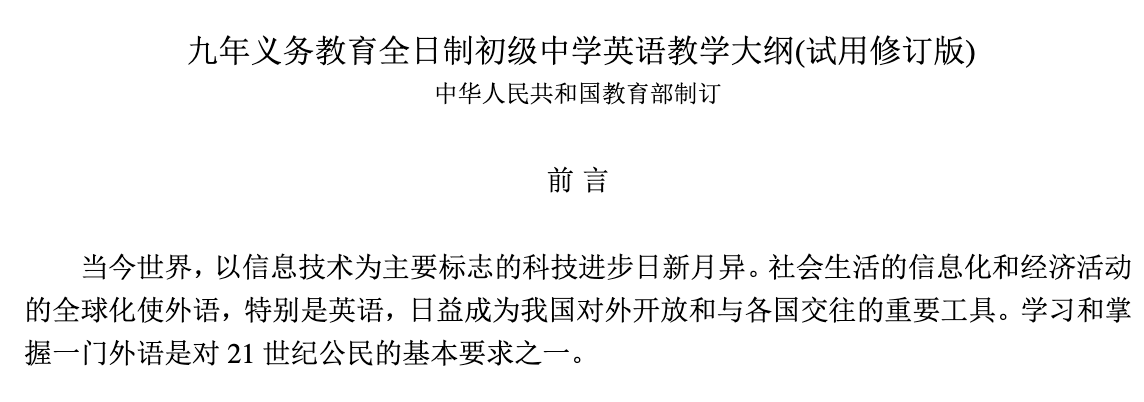 九年义务教育全日制初级中学英语教学大纲(试用修订版)
中华人民共和国教育部制订
前 言
当今世界，以信息技术为主要标志的科技进步日新月异。社会生活的信息化和经济活动
的全球化使外语，特别是英语，日益成为我国对外开放和与各国交往的重要工具。学习和掌
握一门外语是对 21 世纪公民的基本要求之一。